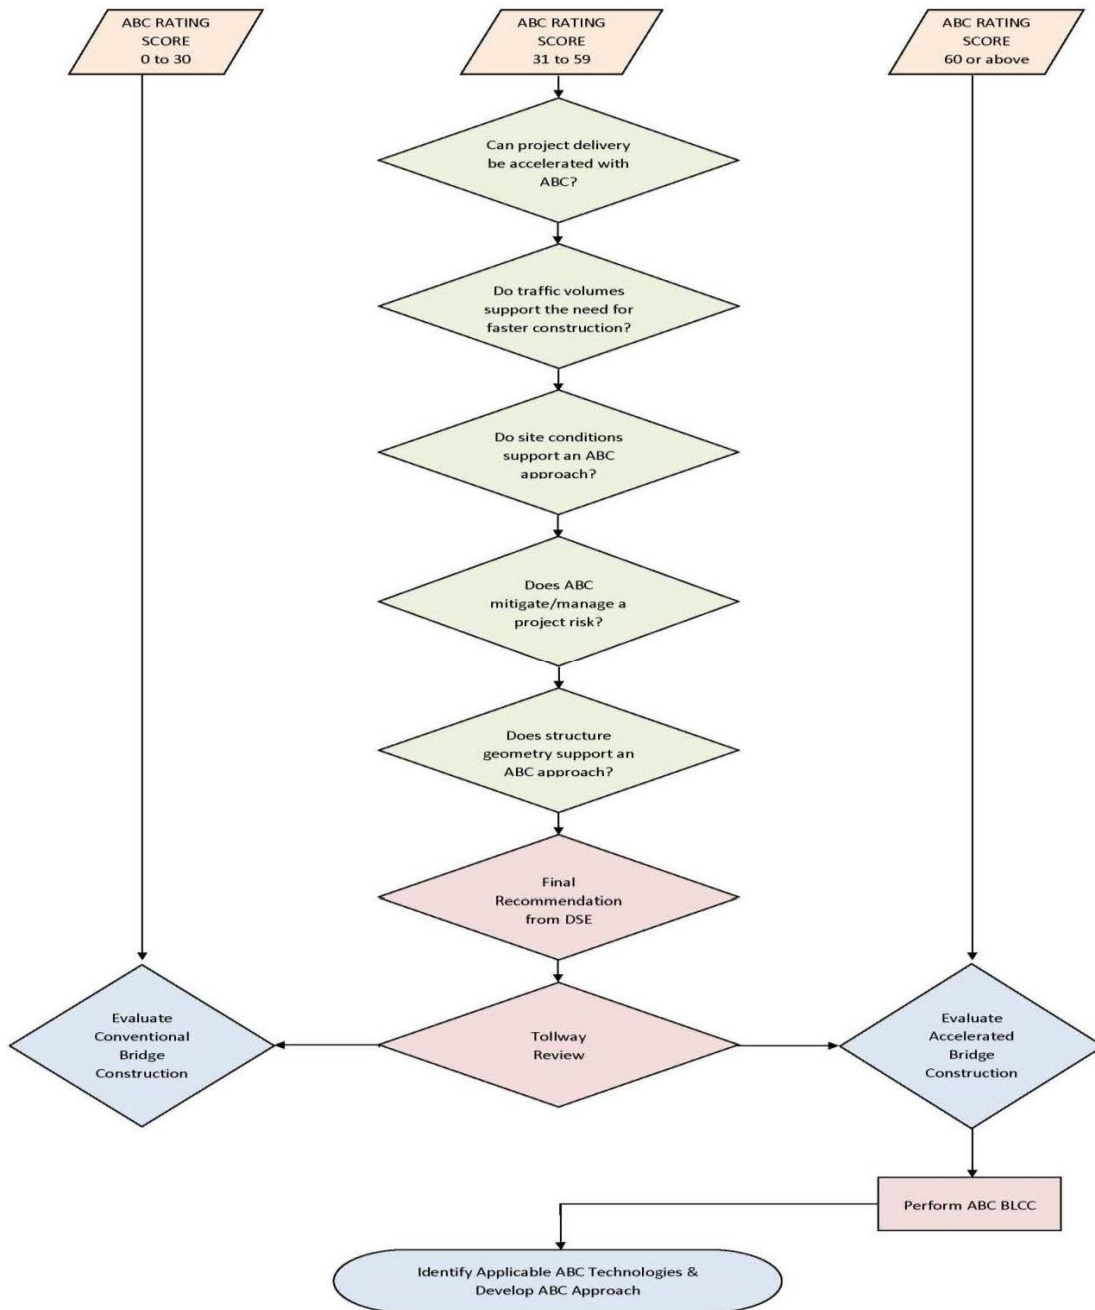 ABC RATING
SCORE
0 to 30
ABC RATING
SCORE
31 to 59
ABC RATING
SCORE
60 or above
Can project delivery
be accelerated with
ABC?
Do traffic volumes
support the need for
faster construction?
Do site conditions
support an ABC
approach?
Does ABC
mitigate/manage a
project risk?
Does structure
geometry support an
ABC approach?
Final
Recommendation
from DSE
Evaluate
Conventional
Bridge
Construction
Tollway
Review
Evaluate
Accelerated
Bridge
Construction
Perform ABC BLCC
Identify Applicable ABC Technologies &
Develop ABC Approach